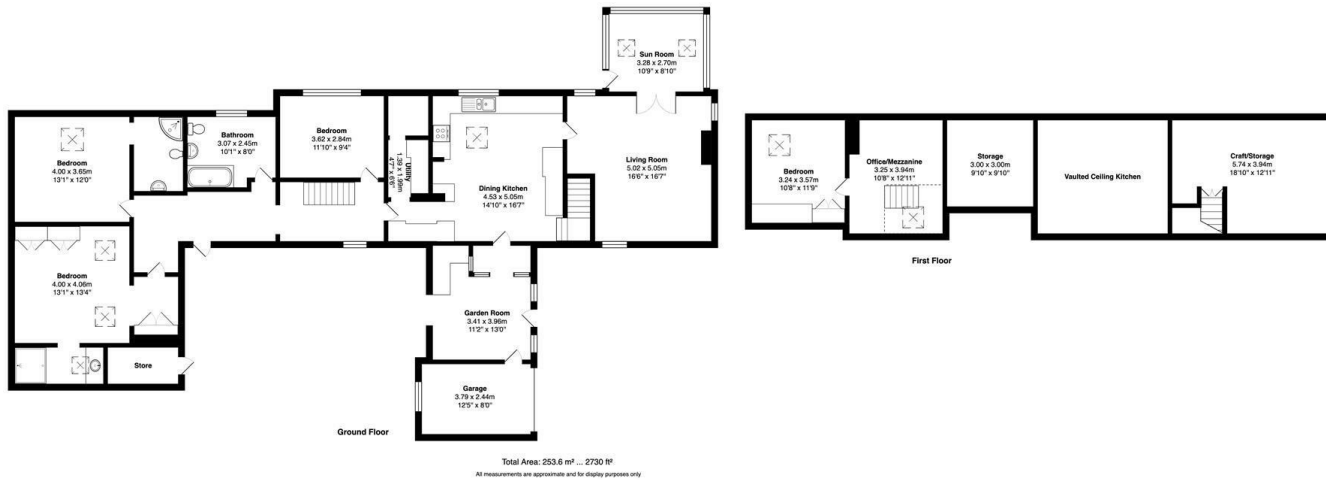 Sun Room
3.28 x 2.70m
10'9" x 8'10"
Bathroom
3.07 x 2.45m
10'1" x 8'0"
Bedroom
3.62 x 2.84m
11'10" x 9'4"
Bedroom
4.00 x 3.65m
13'1" x 12'0"
Utility
1.39 x 1.99m
4'7" x 6'6"
Dining Kitchen
4.53 x 5.05m
14'10" x 16'7"
Living Room
5.02 x 5.05m
16'6" x 16'7"
Bedroom
4.00 x 4.06m
13'1" x 13'4"
Garden Room
3.41 x 3.96m
11'2" x 13'0"
Store
Garage
3.79 x 2.44m
12'5" x 8'0"
Ground Floor
Bedroom
3.24 x 3.57m
10'8" x 11'9"
Office/Mezzanine
3.25 x 3.94m
10'8" x 12'11"
Storage
3.00 x 3.00m
9'10" x 9'10"
Vaulted Ceiling Kitchen
Craft/Storage
5.74 x 3.94m
18'10" x 12'11"
First Floor
Total Area: 253.6 m² ... 2730 ft²
All measurements are approximate and for display purposes only